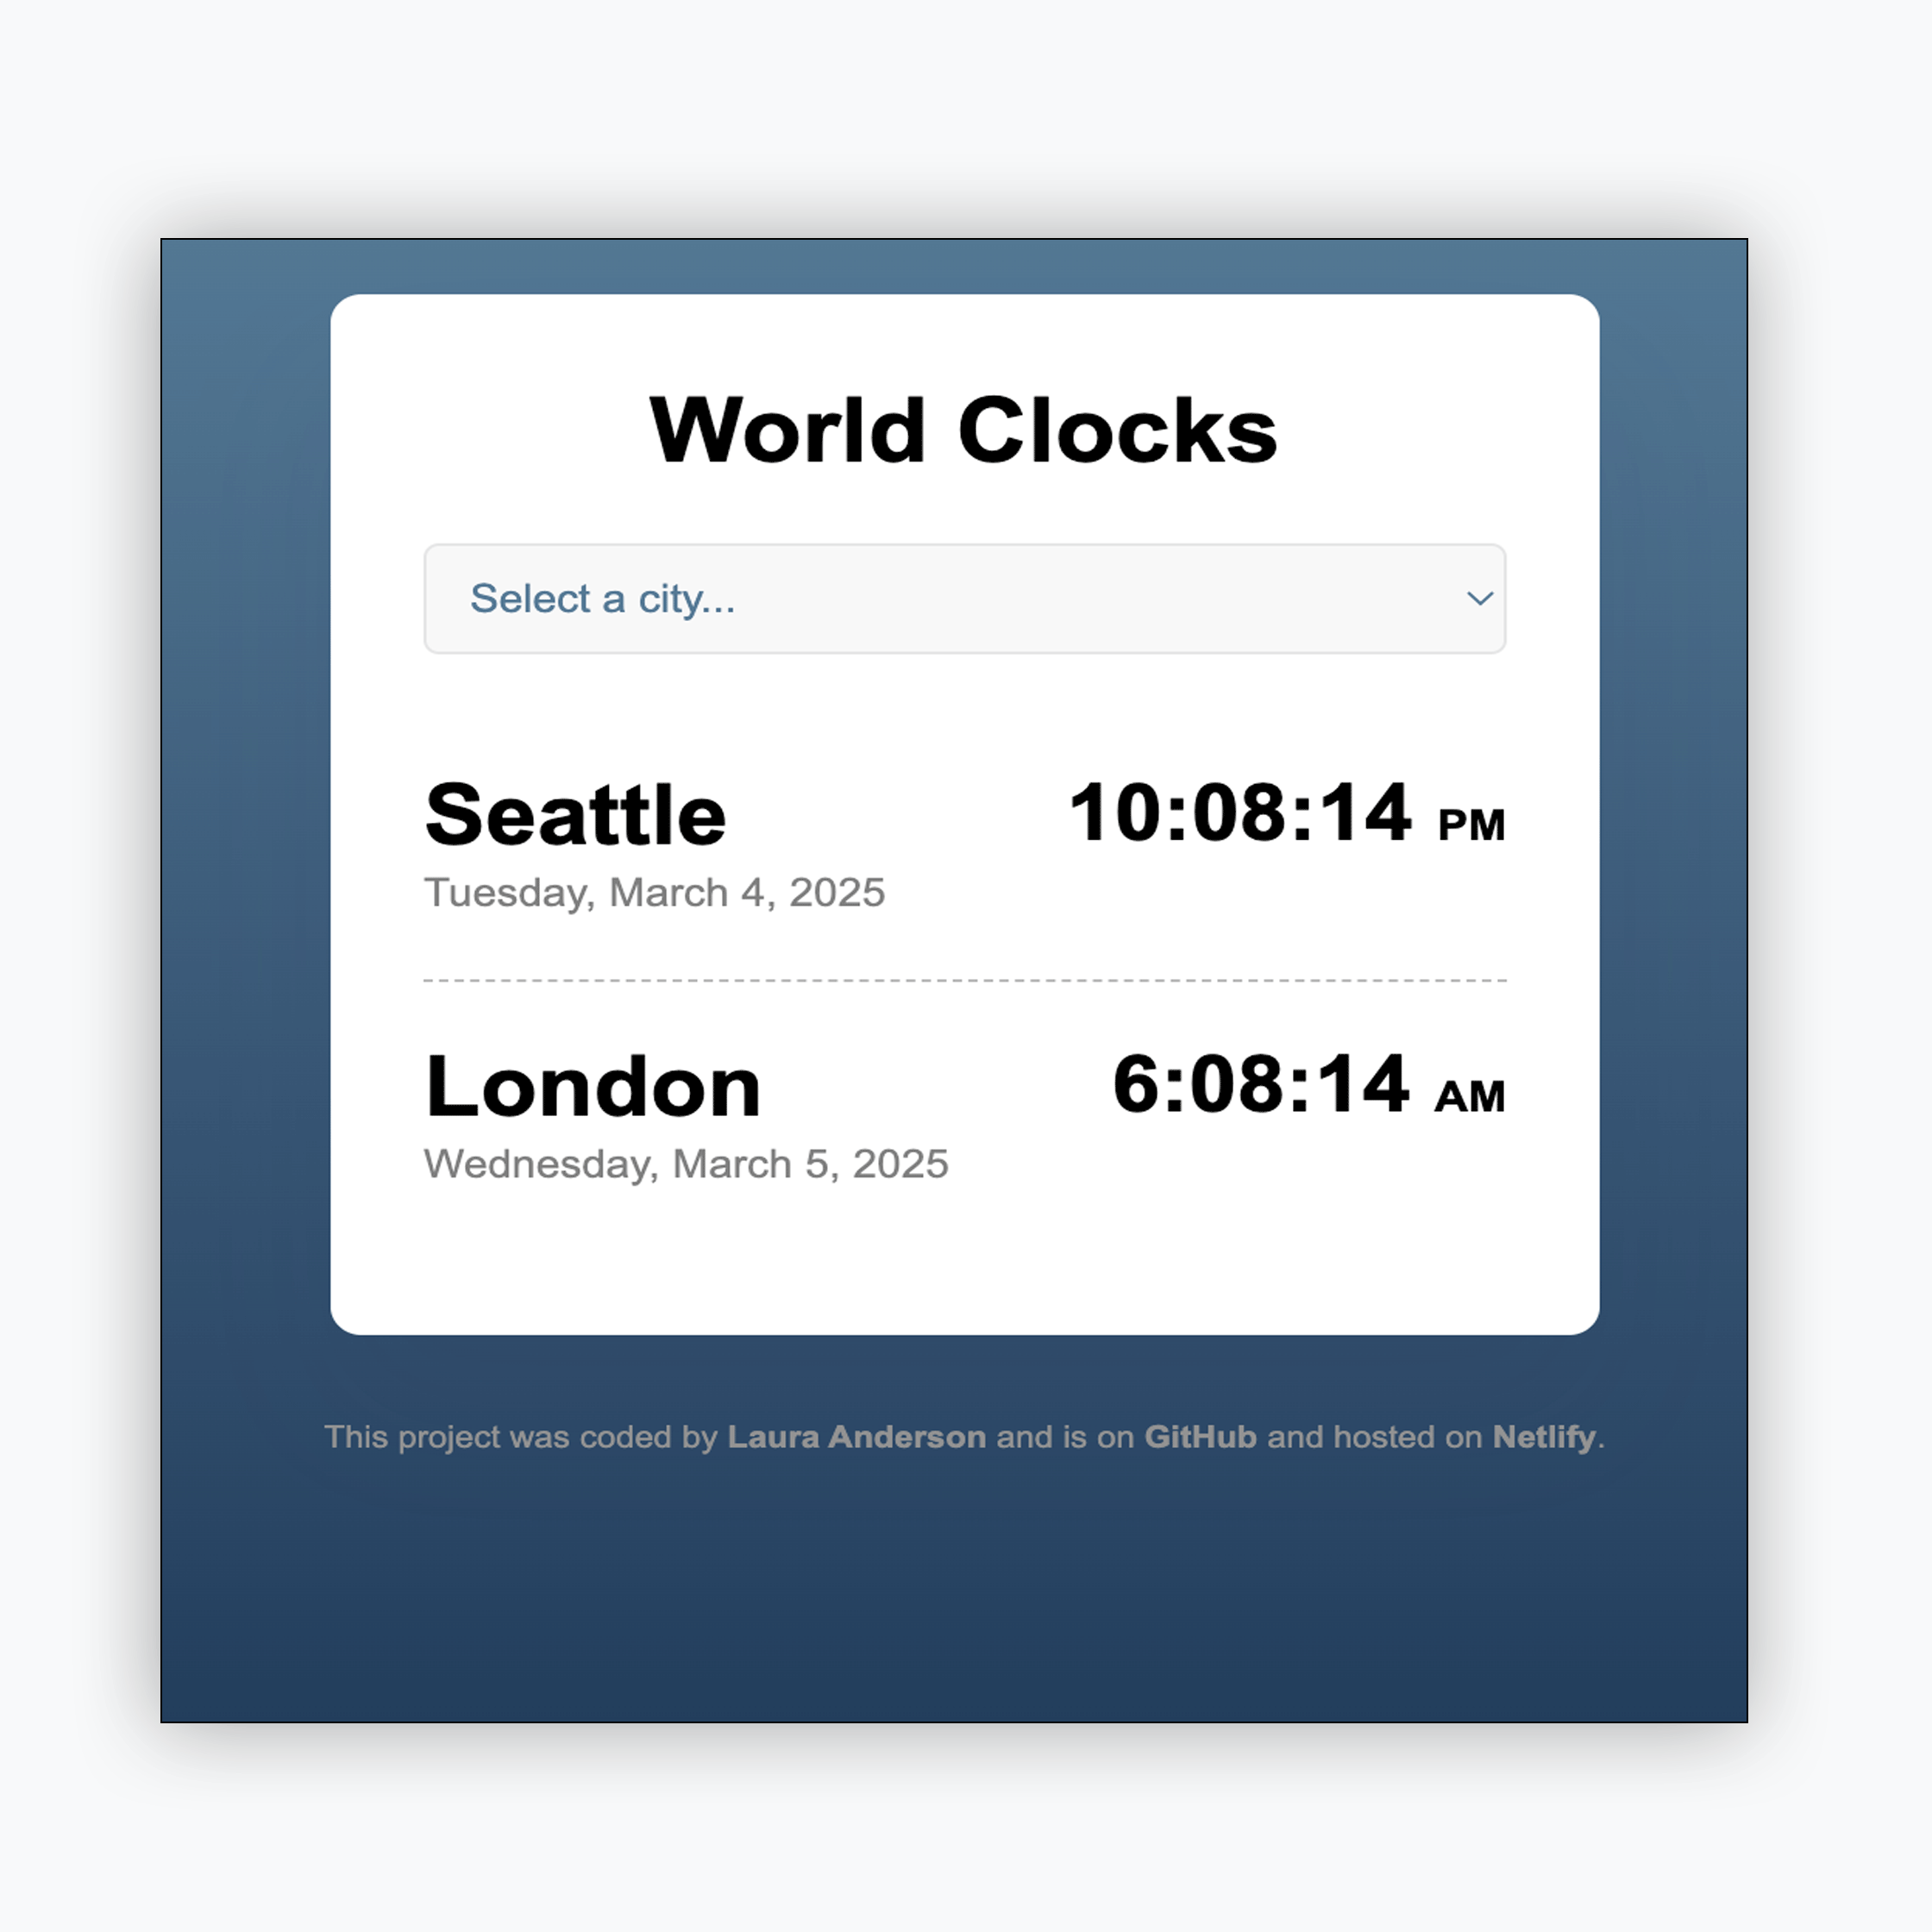 World Clocks
Select a city...
Seattle 10:08:14 PM
Tuesday, March 4, 2025
London 6:08:14 AM
Wednesday, March 5, 2025
This project was coded by Laura Anderson and is on GitHub and hosted on Netlify.